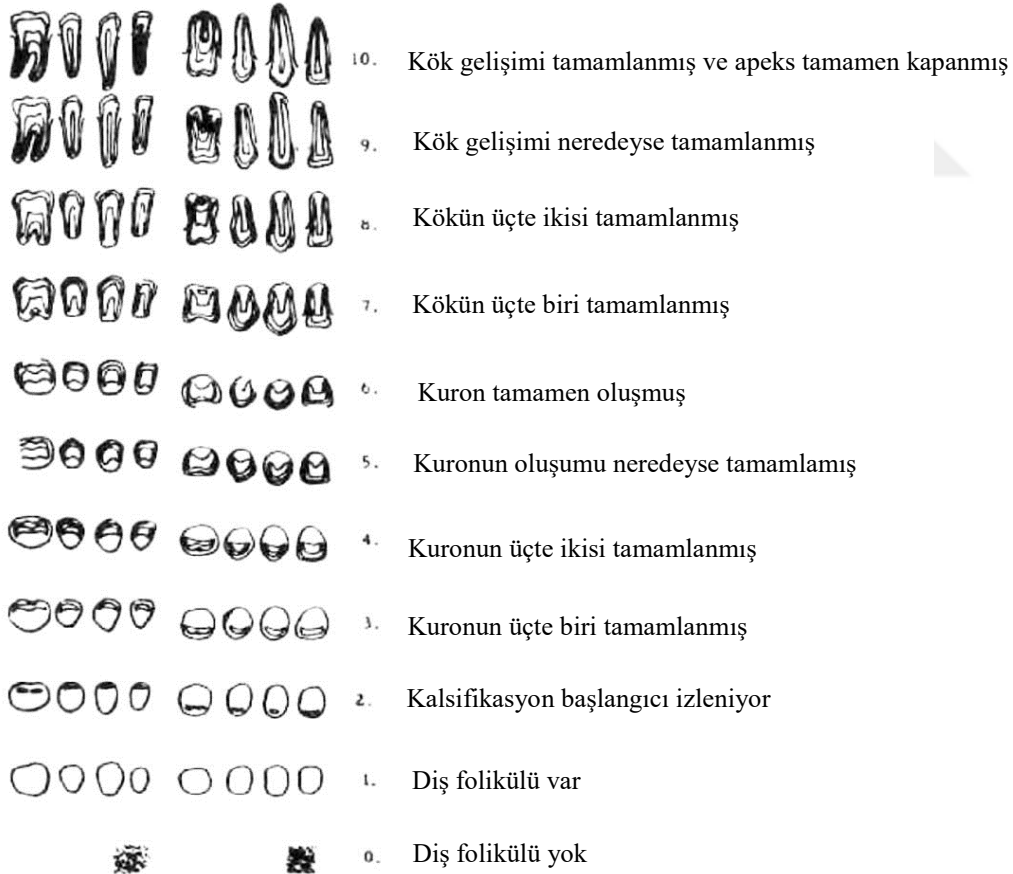 10. Kök gelişimi tamamlanmış ve apeks tamamen kapanmış
9. Kök gelişimi neredeyse tamamlanmış
8. Kökün üçte ikisi tamamlanmış
7. Kökün üçte biri tamamlanmış
6. Kuron tamamen oluşmuş
5. Kuronun oluşumu neredeyse tamamlamış
4. Kuronun üçte ikisi tamamlanmış
3. Kuronun üçte biri tamamlanmış
2. Kalsifikasyon başlangıcı izleniyor
1. Diş folikülü var
0. Diş folikülü yok